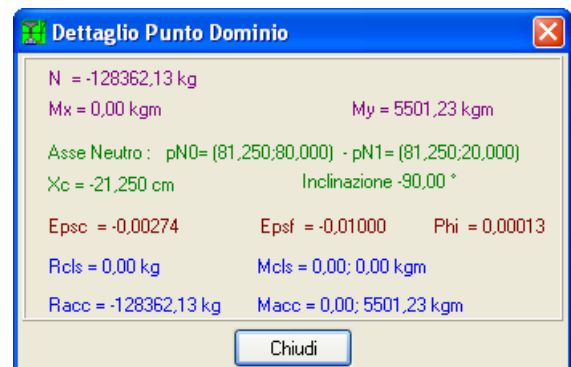 Dettaglio Punto Dominio
N = -128362,13 kg
Mx = 0,00 kgm My = 5501,23 kgm
Asse Neutro : pN0= (81,250;80,000) - pN1= (81,250;20,000)
Xc = -21,250 cm Inclinazione -90,00 °
Epsc = -0,00274 Epsf = -0,01000 Phi = 0,00013
Rcls = 0,00 kg Mcls = 0,00; 0,00 kgm
Racc = -128362,13 kg Macc = 0,00; 5501,23 kgm
Chiudi